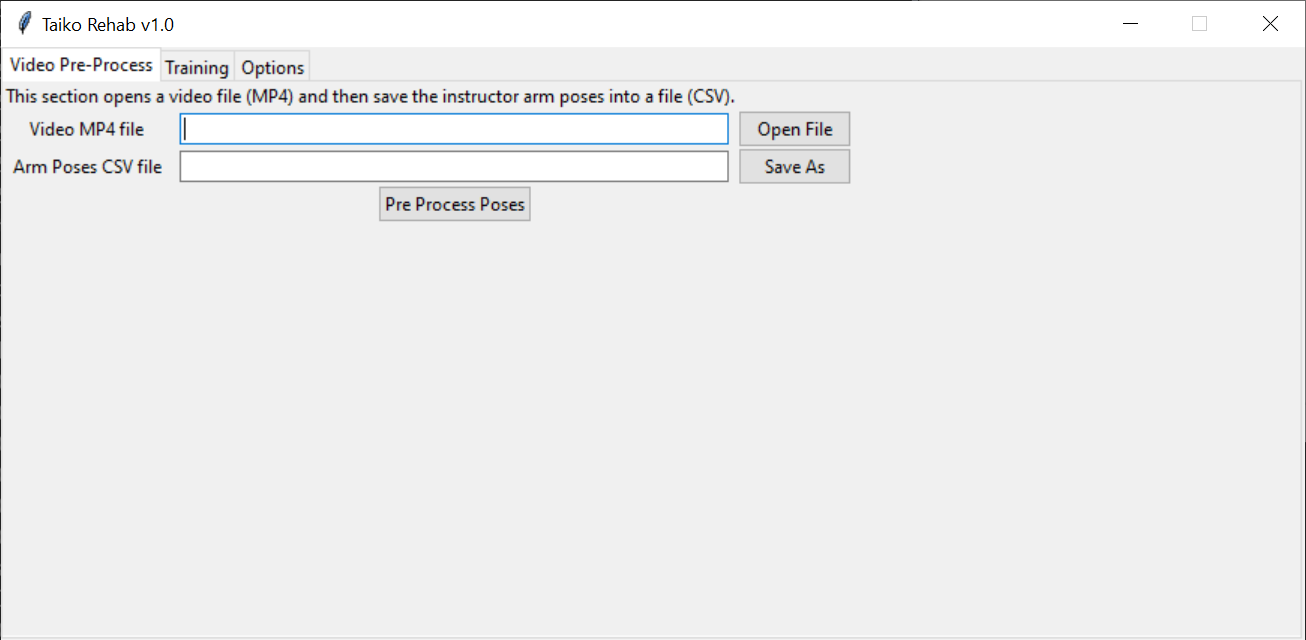 Taiko Rehab v1.0
Video Pre-Process Training Options
This section opens a video file (MP4) and then save the instructor arm poses into a file (CSV).
Video MP4 file Open File
Arm Poses CSV file Save As
Pre Process Poses